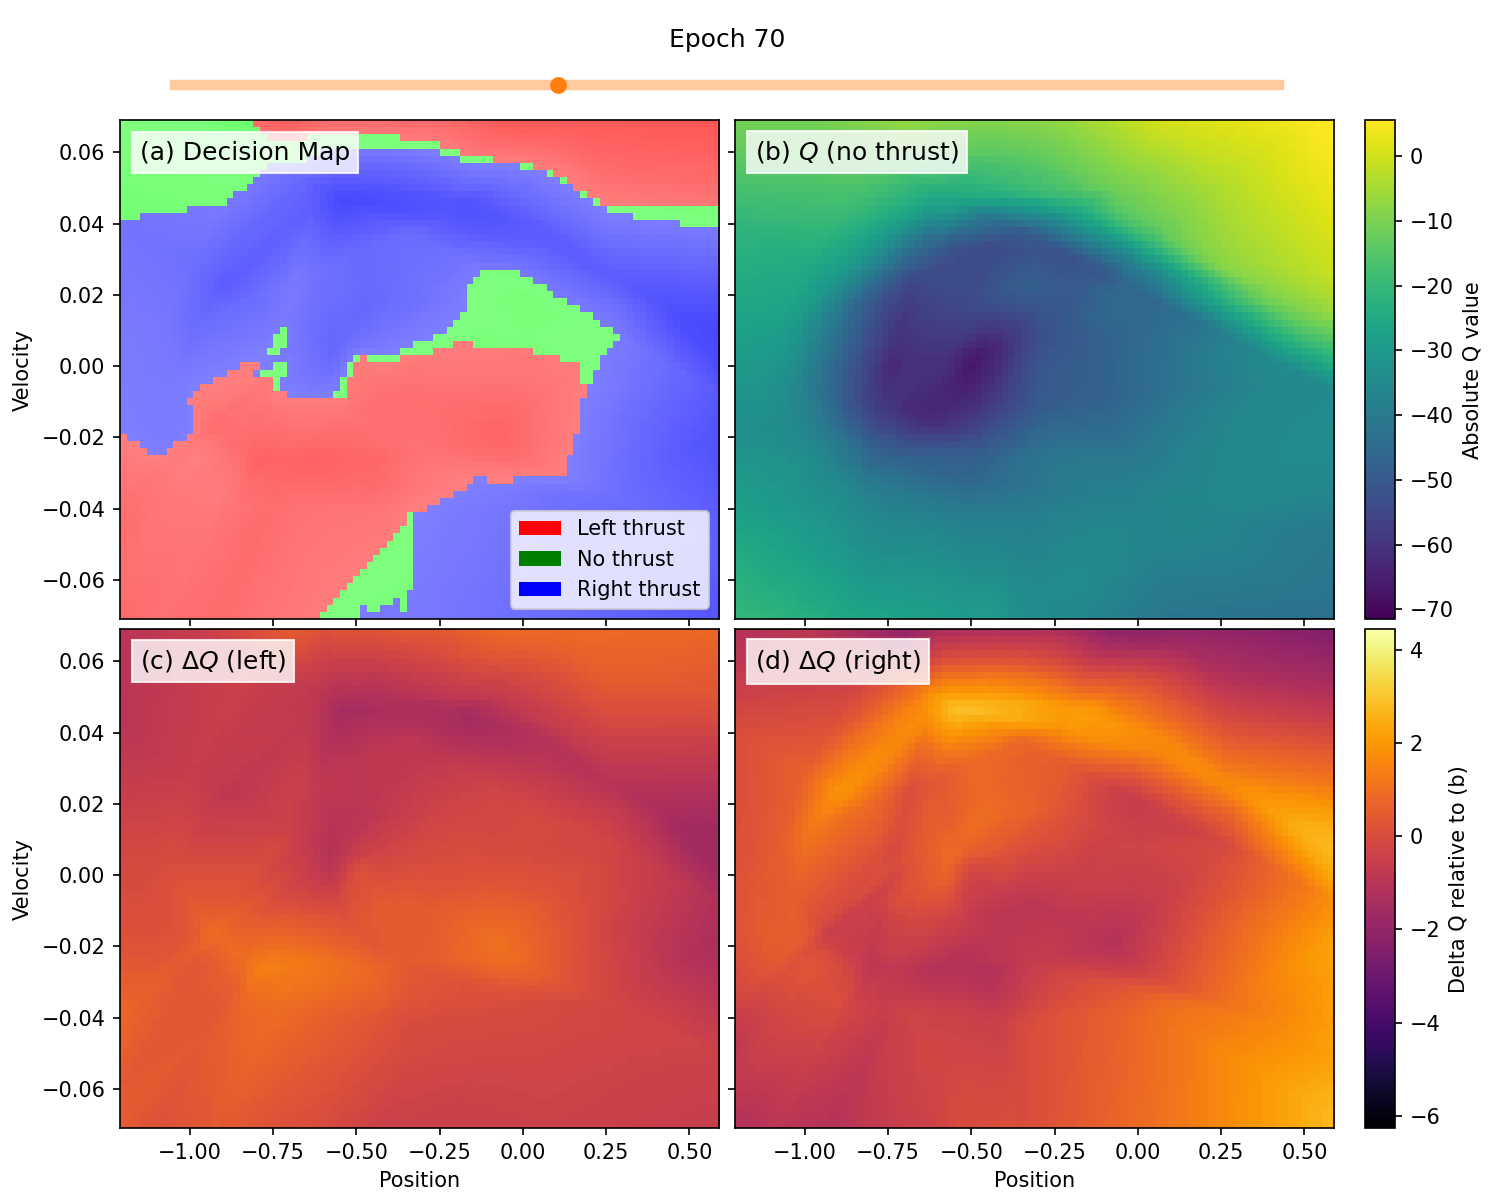 Epoch 70
(a) Decision Map
(b) Q (no thrust)
0.06
0.04
0.02
0.00
−0.02
−0.04
−0.06
Velocity
Left thrust
No thrust
Right thrust
0
−10
−20
−30
−40
−50
−60
−70
Absolute Q value
(c) ΔQ (left)
(d) ΔQ (right)
0.06
0.04
0.02
0.00
−0.02
−0.04
−0.06
Velocity
4
2
0
−2
−4
−6
Delta Q relative to (b)
−1.00 −0.75 −0.50 −0.25 0.00 0.25 0.50
−1.00 −0.75 −0.50 −0.25 0.00 0.25 0.50
Position
Position